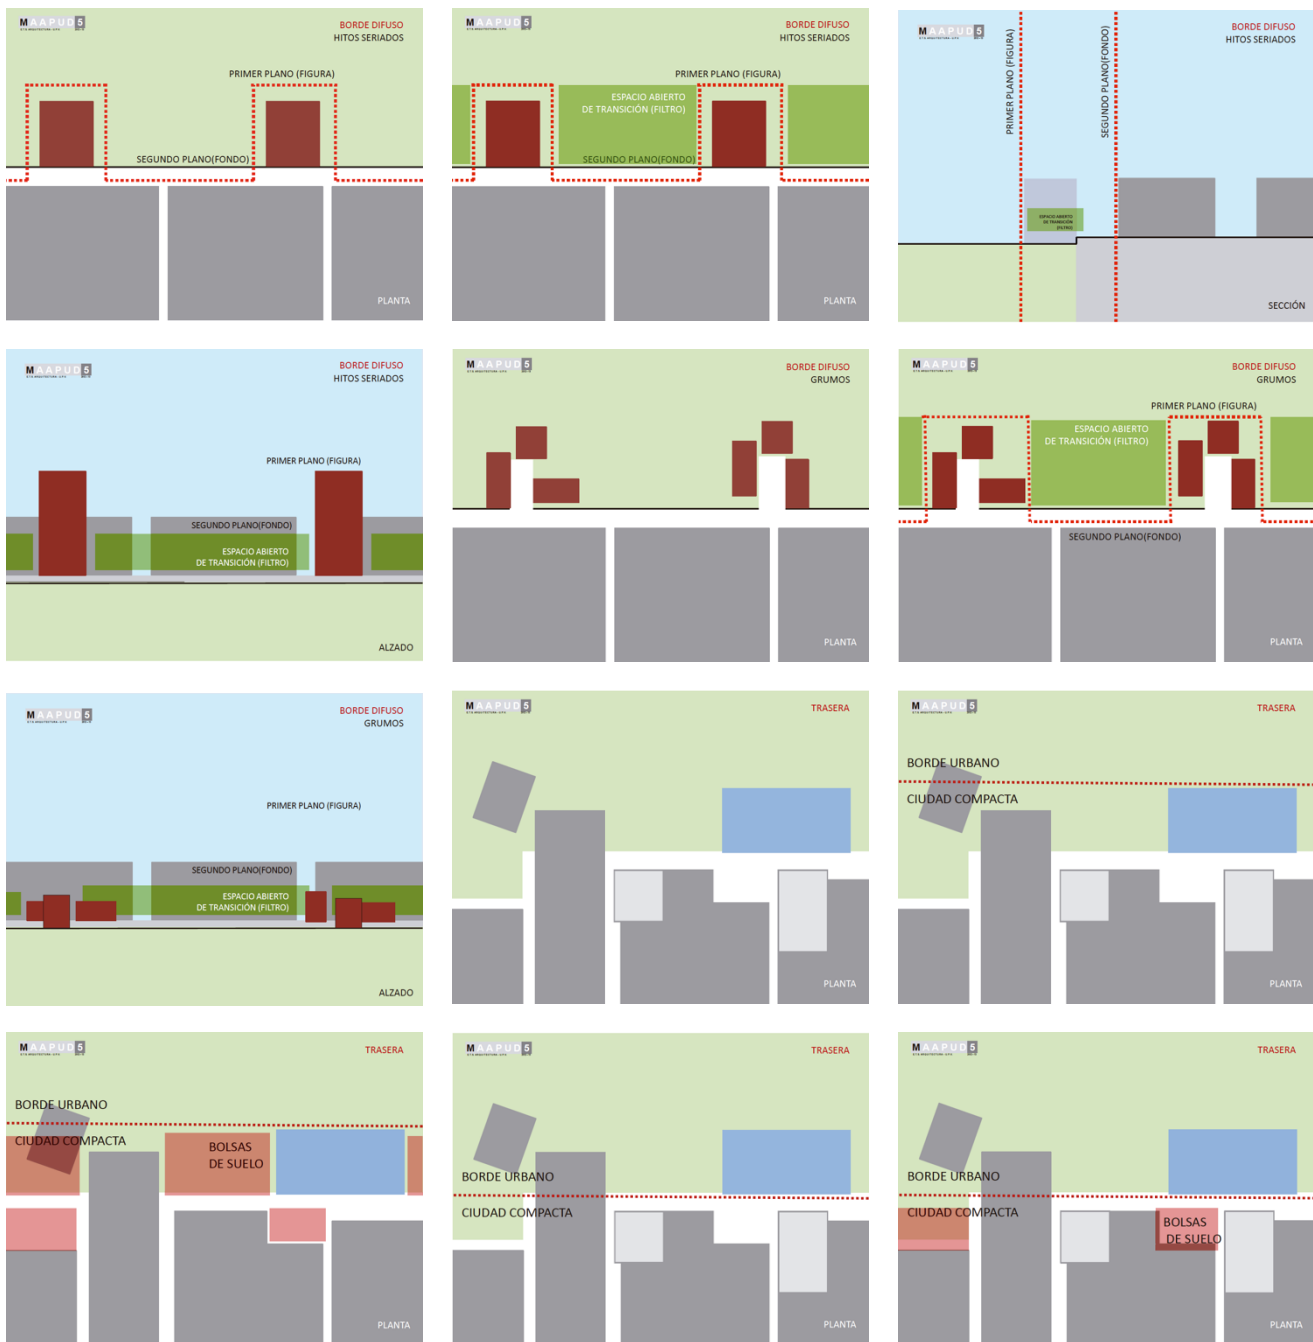 MAAPUD5
BORDE DIFUSO
HITOS SERIADOS
PRIMER PLANO (FIGURA)
SEGUNDO PLANO(FONDO)
PLANTA
MAAPUD5
BORDE DIFUSO
HITOS SERIADOS
PRIMER PLANO (FIGURA)
ESPACIO ABIERTO
DE TRANSICIÓN (FILTRO)
SEGUNDO PLANO(FONDO)
PLANTA
MAAPUD5
BORDE DIFUSO
HITOS SERIADOS
PRIMER PLANO (FIGURA)
SEGUNDO PLANO(FONDO)
ESPACIO ABIERTO
DE TRANSICIÓN
(FILTRO)
SECCIÓN
MAAPUD5
BORDE DIFUSO
HITOS SERIADOS
PRIMER PLANO (FIGURA)
SEGUNDO PLANO(FONDO)
ESPACIO ABIERTO
DE TRANSICIÓN (FILTRO)
ALZADO
MAAPUD5
BORDE DIFUSO
GRUMOS
PLANTA
MAAPUD5
BORDE DIFUSO
GRUMOS
PRIMER PLANO (FIGURA)
ESPACIO ABIERTO
DE TRANSICIÓN (FILTRO)
SEGUNDO PLANO(FONDO)
PLANTA
MAAPUD5
BORDE DIFUSO
GRUMOS
PRIMER PLANO (FIGURA)
SEGUNDO PLANO(FONDO)
ESPACIO ABIERTO
DE TRANSICIÓN (FILTRO)
ALZADO
MAAPUD5
TRASERA
PLANTA
MAAPUD5
TRASERA
BORDE URBANO
CIUDAD COMPACTA
PLANTA
MAAPUD5
TRASERA
BORDE URBANO
CIUDAD COMPACTA
BOLSAS
DE SUELO
PLANTA
MAAPUD5
TRASERA
BORDE URBANO
CIUDAD COMPACTA
PLANTA
MAAPUD5
TRASERA
BORDE URBANO
CIUDAD COMPACTA
BOLSAS
DE SUELO
PLANTA